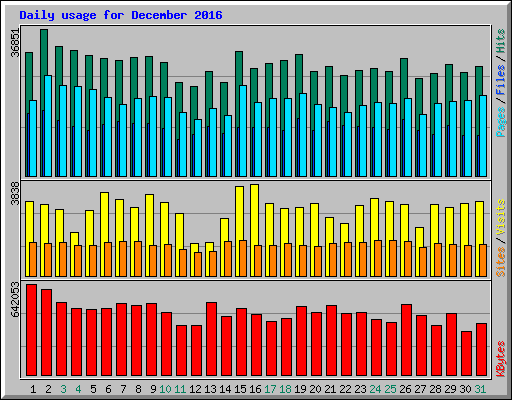 Daily usage for December 2016
36851
Pages / Files / Hits
3838
Sites / Visits
642053
KBytes
1 2 3 4 5 6 7 8 9 10 11 12 13 14 15 16 17 18 19 20 21 22 23 24 25 26 27 28 29 30 31